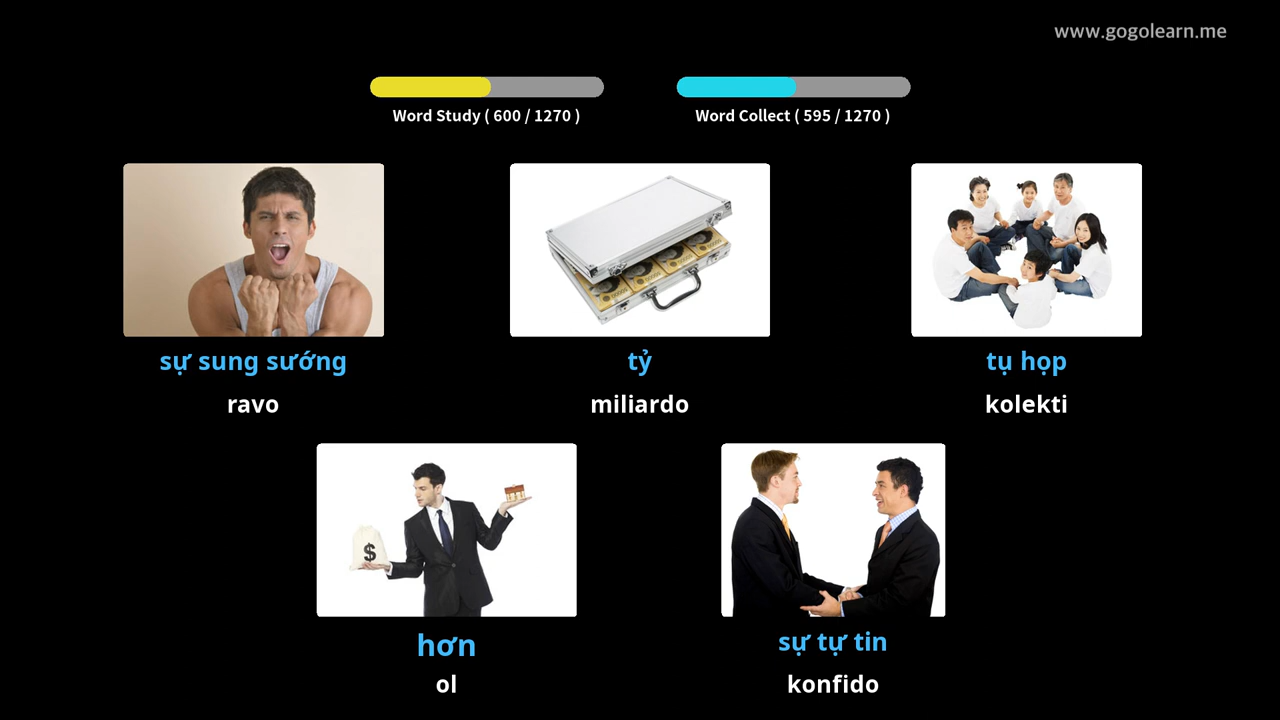 www.gogolearn.me
Word Study ( 600 / 1270 )
Word Collect ( 595 / 1270 )
sự sung sướng
ravo
tỷ
miliardo
tụ họp
kolekti
$
hơn
ol
sự tự tin
konfido